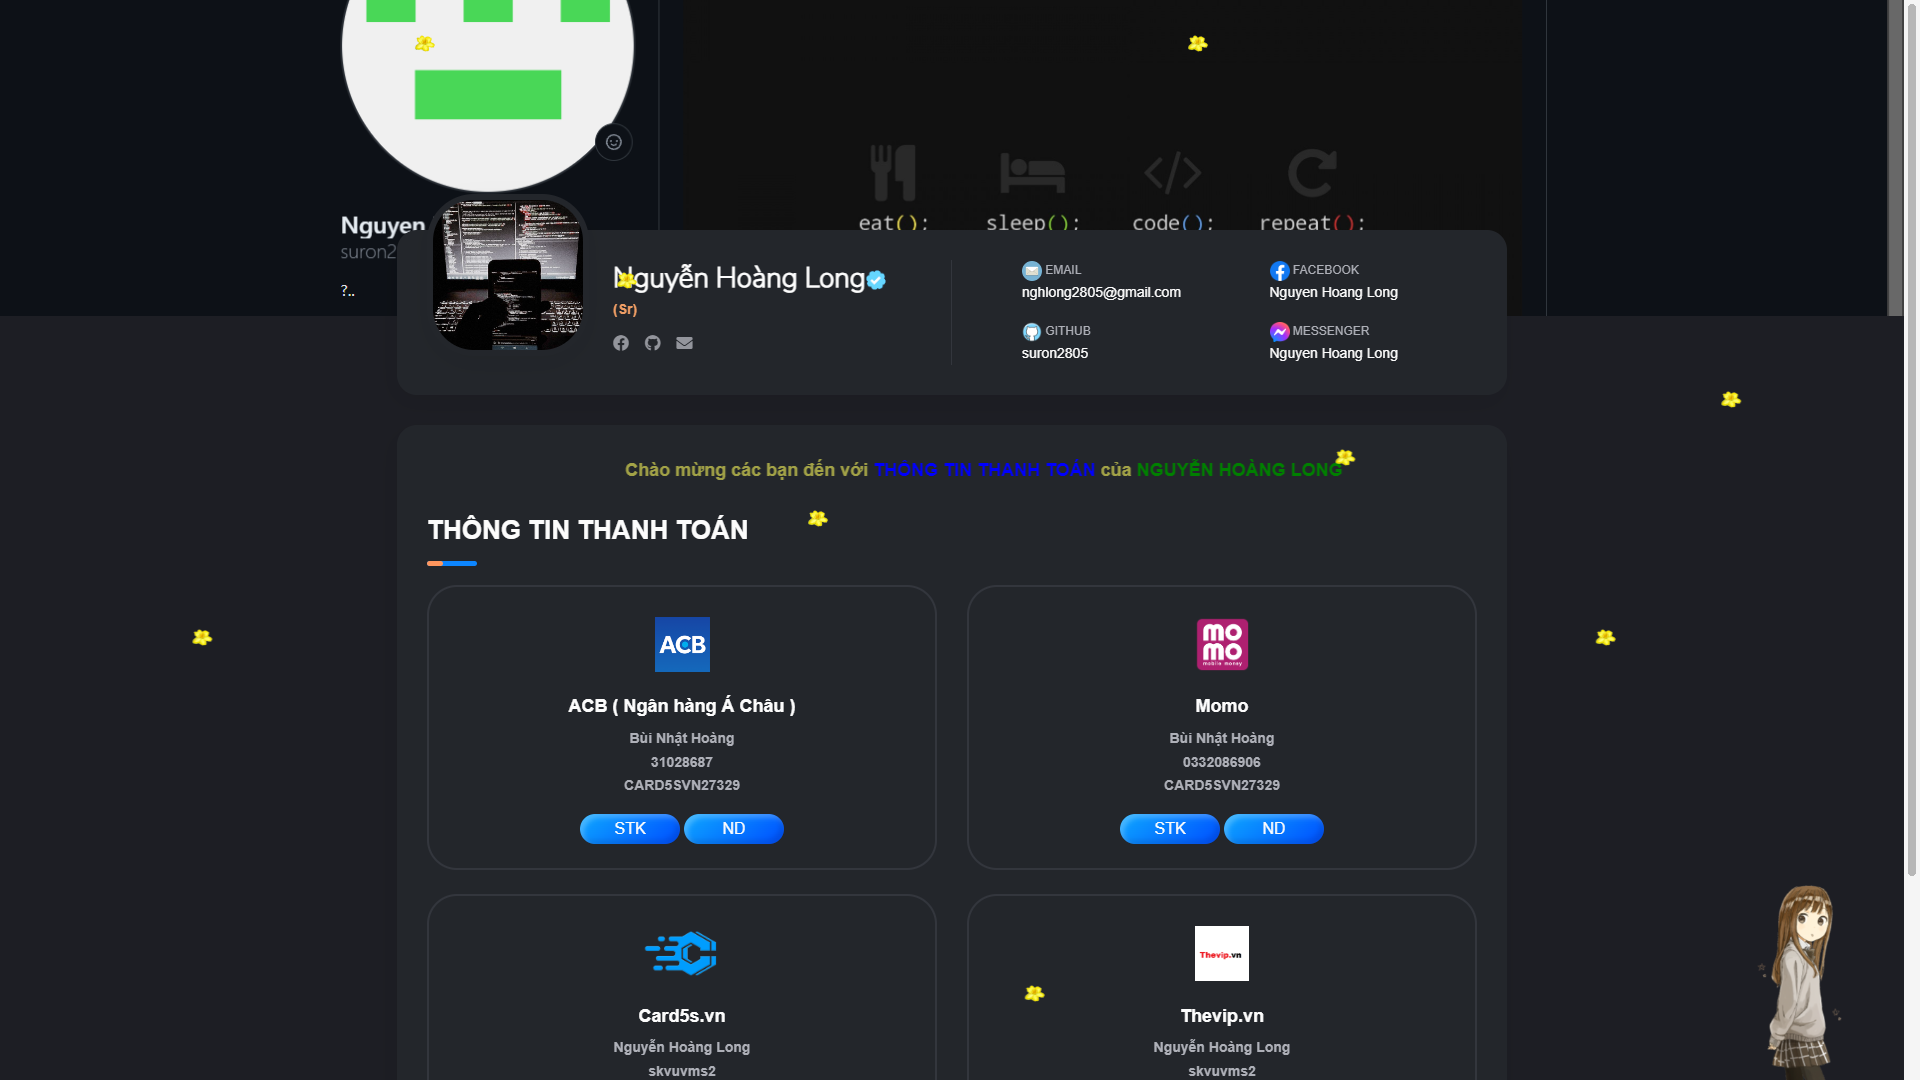 eat();
sleep();
code();
repeat();
Nguyen
suron2
?..
Nguyễn Hoàng Long
(Sr)
EMAIL
nghlong2805@gmail.com
FACEBOOK
Nguyen Hoang Long
GITHUB
suron2805
MESSENGER
Nguyen Hoang Long
Chào mừng các bạn đến với THÔNG TIN THANH TOÁN của NGUYỄN HOÀNG LONG
THÔNG TIN THANH TOÁN
ACB
ACB ( Ngân hàng Á Châu )
Bùi Nhật Hoàng
31028687
CARD5SVN27329
STK
ND
mo
mo
mobile money
Momo
Bùi Nhật Hoàng
0332086906
CARD5SVN27329
STK
ND
Card5s.vn
Nguyễn Hoàng Long
skvuvms2
Thevip.vn
Thevip.vn
Nguyễn Hoàng Long
skvuvms2